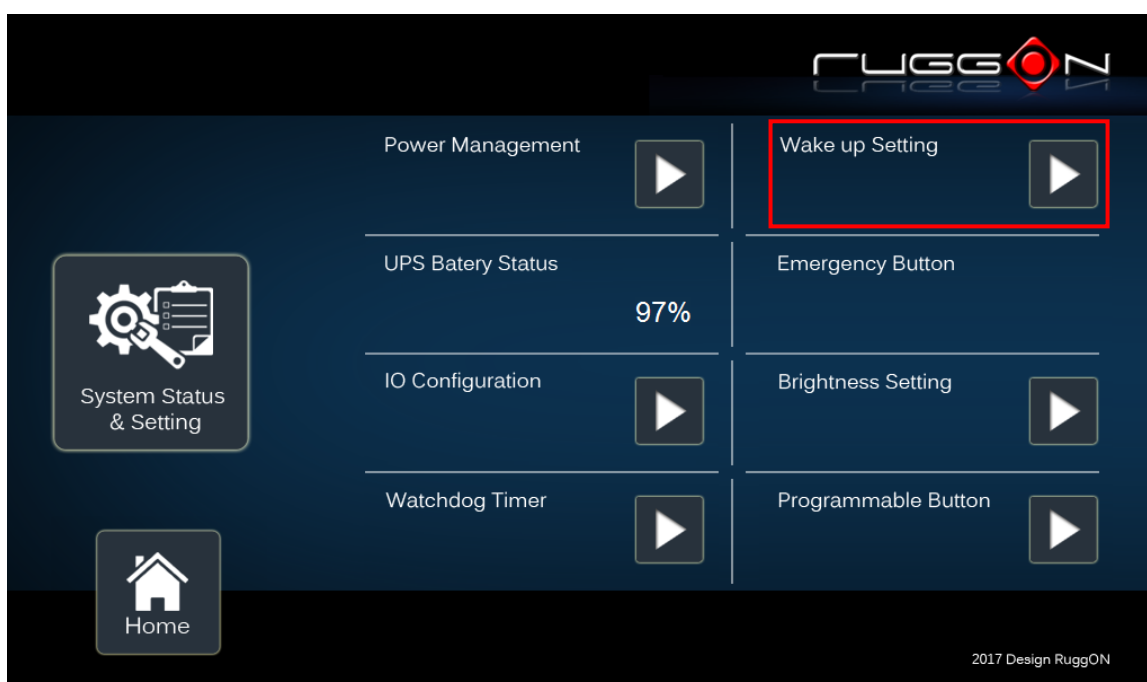 ruggon
Power Management
Wake up Setting
UPS Batery Status
97%
Emergency Button
IO Configuration
Brightness Setting
System Status
& Setting
Watchdog Timer
Programmable Button
Home
2017 Design RuggON